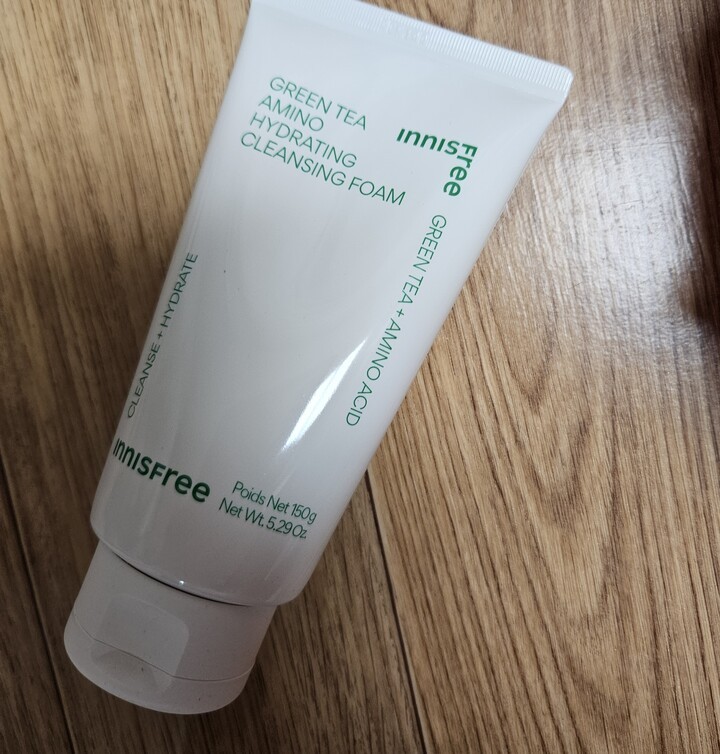 GREEN TEA
AMINO
HYDRATING
CLEANSING FOAM
innisfree
GREEN TEA + AMINO ACID
CLEANSE + HYDRATE
innisfree
Poids Net 150g
Net Wt. 5.29 Oz.